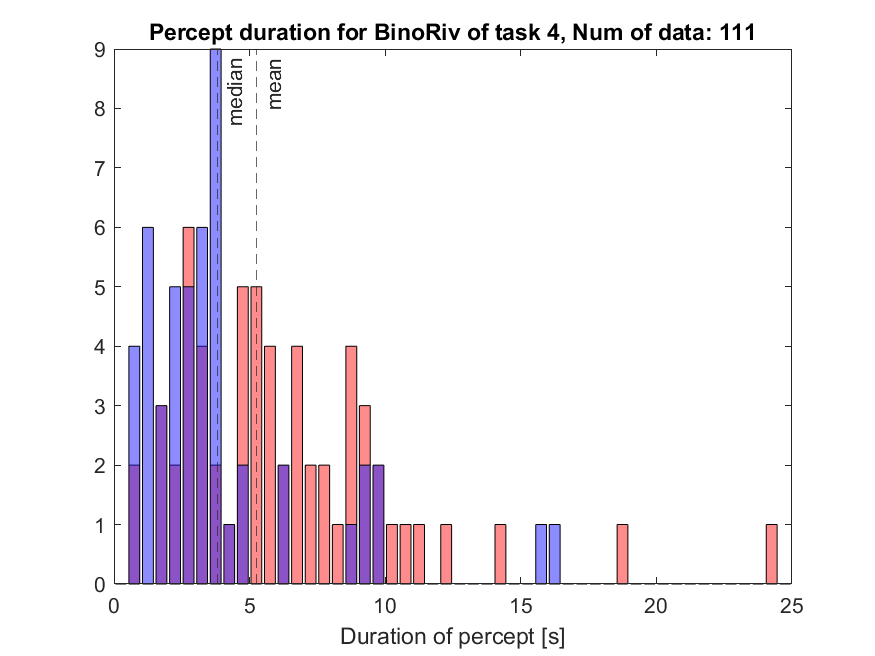 Percept duration for BinoRiv of task 4, Num of data: 111
9
8
7
6
5
4
3
2
1
0
median
mean
0 5 10 15 20 25
Duration of percept [s]